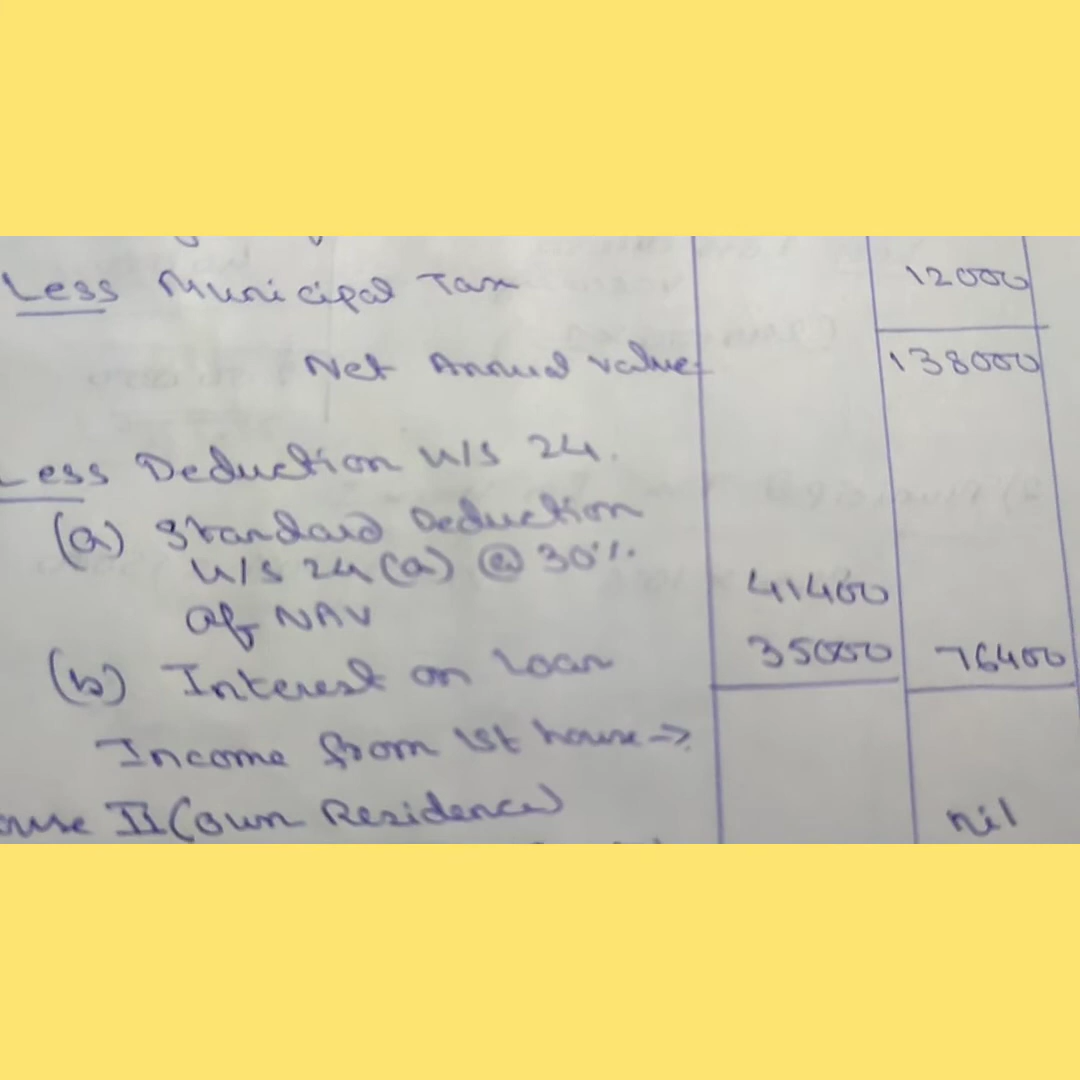 Less Municipal Tax 12000
Net Annual Value 138000
Less Deduction u/s 24.
(a) Standard Deduction
u/s 24 (a) @ 30%.
of NAV 41400
(b) Interest on Loan 35000 76400
Income from 1st house →
ouse II (own Residence) nil